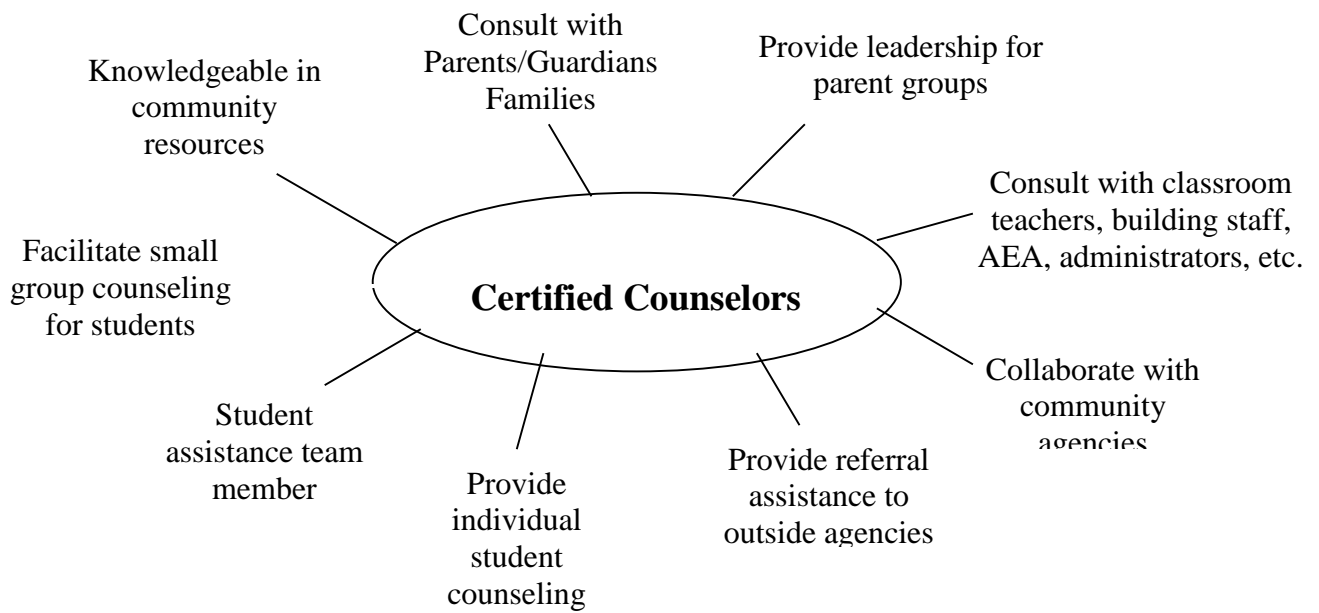 Consult with
Parents/Guardians
Families
Provide leadership for
parent groups
Knowledgeable in
community
resources
Consult with classroom
teachers, building staff,
AEA, administrators, etc.
Facilitate small
group counseling
for students
Certified Counselors
Collaborate with
community
agencies
Student
assistance team
member
Provide referral
assistance to
outside agencies
Provide
individual
student
counseling